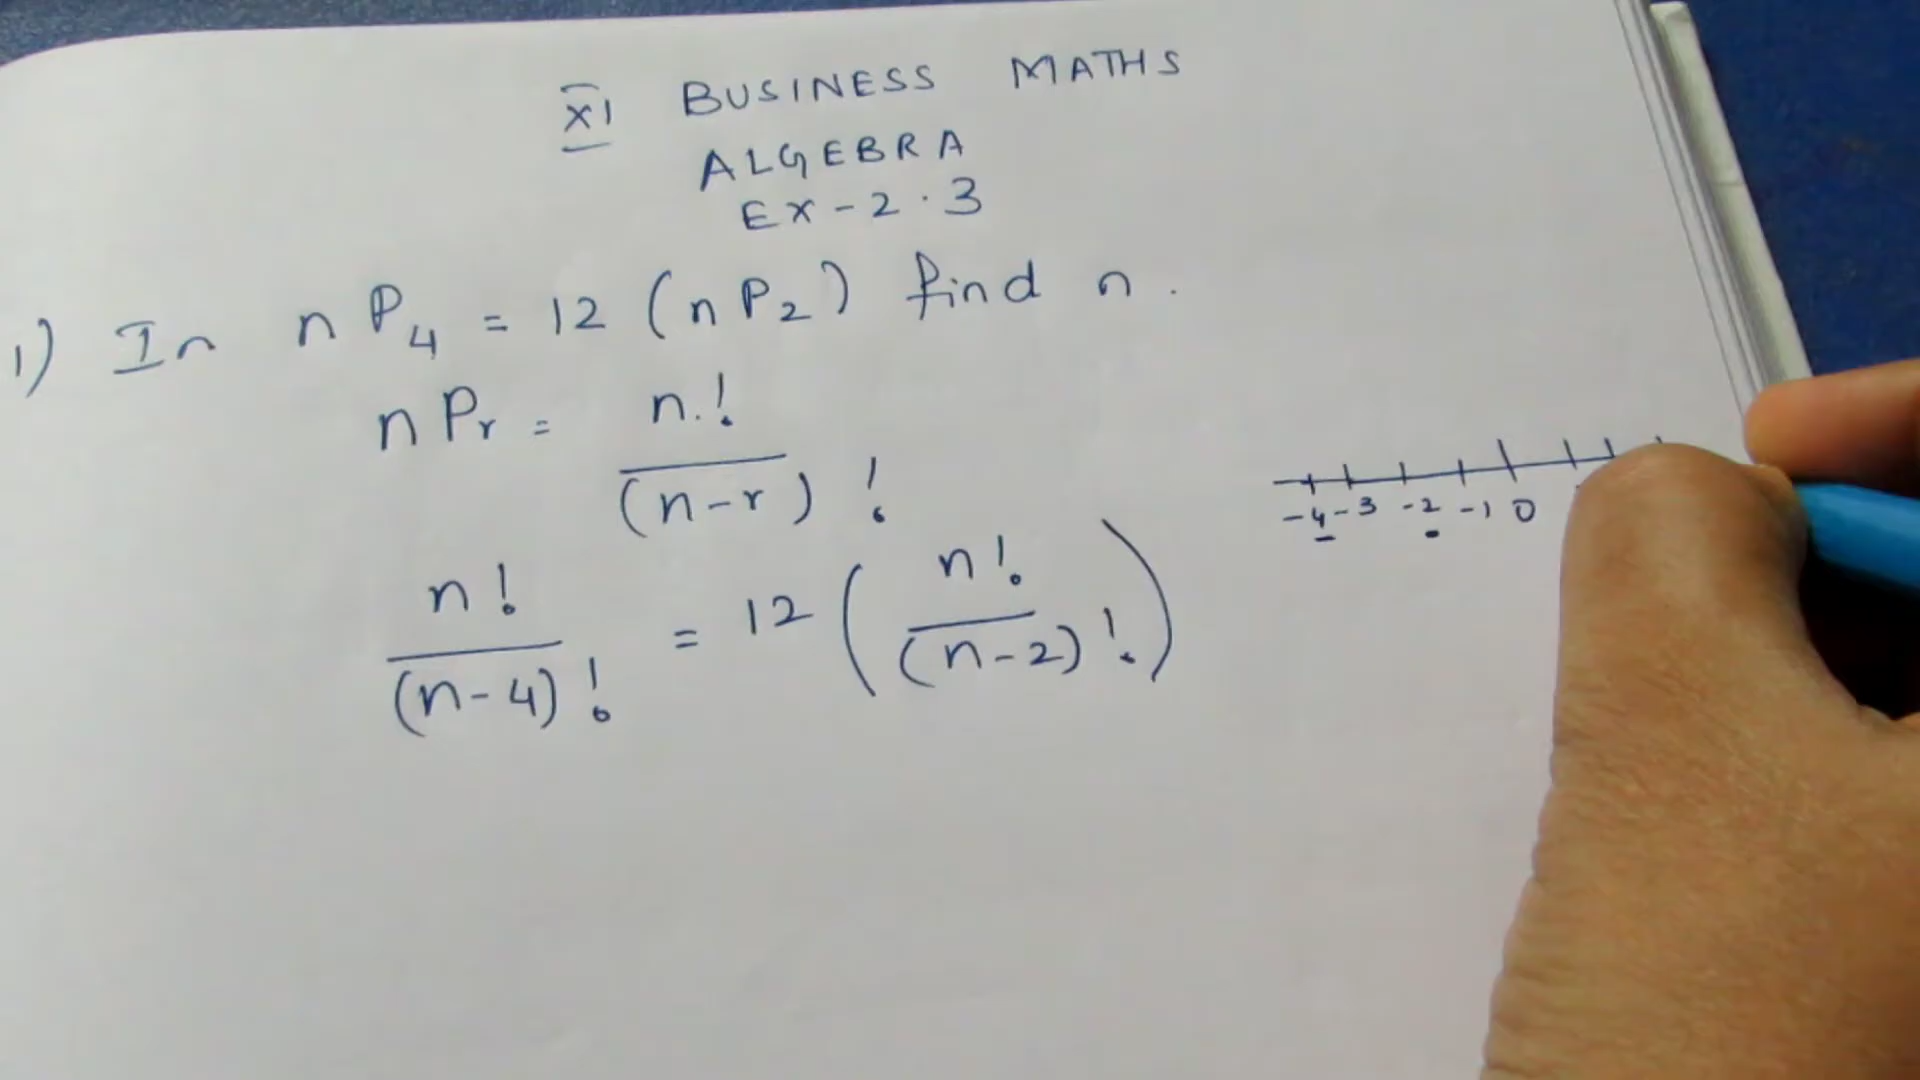 XI BUSINESS MATHS
ALGEBRA
EX-2.3
1) In nP₄ = 12 (nP₂) find n.
nPr = n.! / (n-r)!
n! / (n-4)! = 12 (n! / (n-2)!)
-4 -3 -2 -1 0